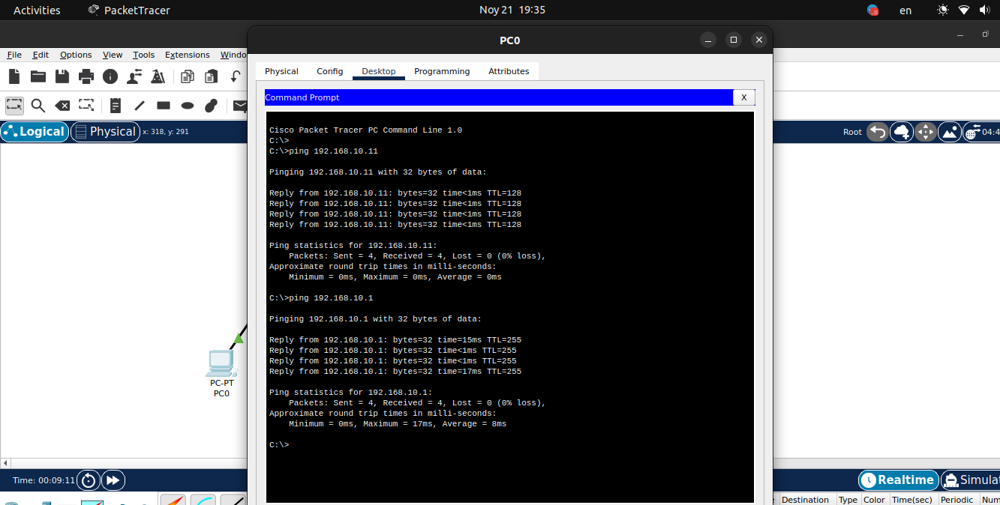 Activities PacketTracer Noy 21 19:35 en
PC0
File Edit Options View Tools Extensions Windo
Physical Config Desktop Programming Attributes
Command Prompt X
Logical Physical x: 318, y: 291 Root 04:4
Cisco Packet Tracer PC Command Line 1.0
C:\>
C:\>ping 192.168.10.11
Pinging 192.168.10.11 with 32 bytes of data:
Reply from 192.168.10.11: bytes=32 time<1ms TTL=128
Reply from 192.168.10.11: bytes=32 time<1ms TTL=128
Reply from 192.168.10.11: bytes=32 time<1ms TTL=128
Reply from 192.168.10.11: bytes=32 time<1ms TTL=128
Ping statistics for 192.168.10.11:
Packets: Sent = 4, Received = 4, Lost = 0 (0% loss),
Approximate round trip times in milli-seconds:
Minimum = 0ms, Maximum = 0ms, Average = 0ms
C:\>ping 192.168.10.1
Pinging 192.168.10.1 with 32 bytes of data:
Reply from 192.168.10.1: bytes=32 time=15ms TTL=255
Reply from 192.168.10.1: bytes=32 time<1ms TTL=255
Reply from 192.168.10.1: bytes=32 time<1ms TTL=255
Reply from 192.168.10.1: bytes=32 time=17ms TTL=255
Ping statistics for 192.168.10.1:
Packets: Sent = 4, Received = 4, Lost = 0 (0% loss),
Approximate round trip times in milli-seconds:
Minimum = 0ms, Maximum = 17ms, Average = 8ms
C:\>
PC-PT
PC0
Time: 00:09:11 Realtime Simulat
Destination Type Color Time(sec) Periodic Num